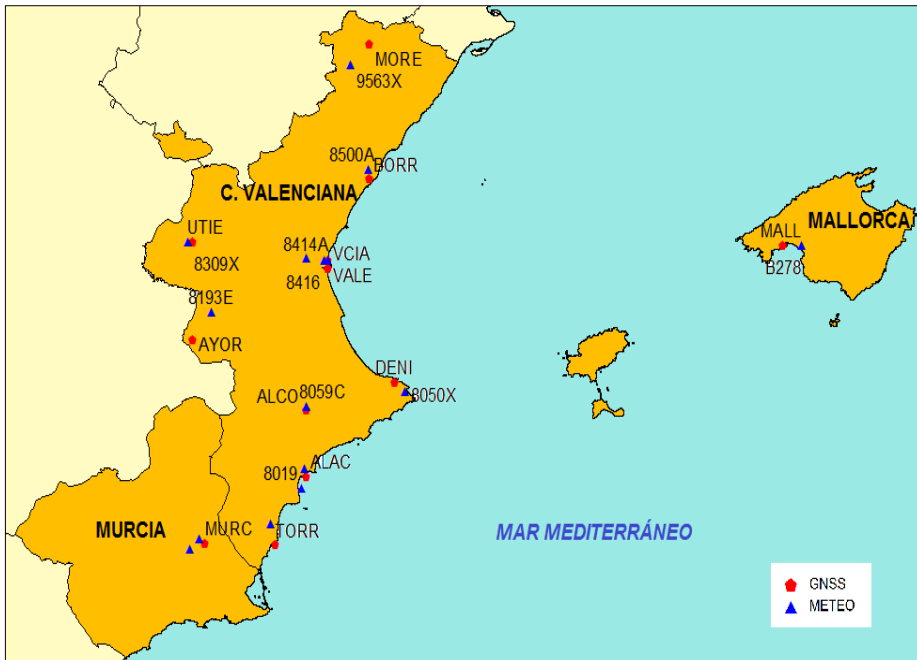 MORE
9563X
8500A
BORR
C. VALENCIANA
UTIE
8309X
8414A
VCIA
8416
VALE
MALL
MALLORCA
B278
8193E
AYOR
DENI
8050X
ALCO
8059C
8019
ALAC
MURCIA
MURC
TORR
MAR MEDITERRÁNEO
GNSS
METEO